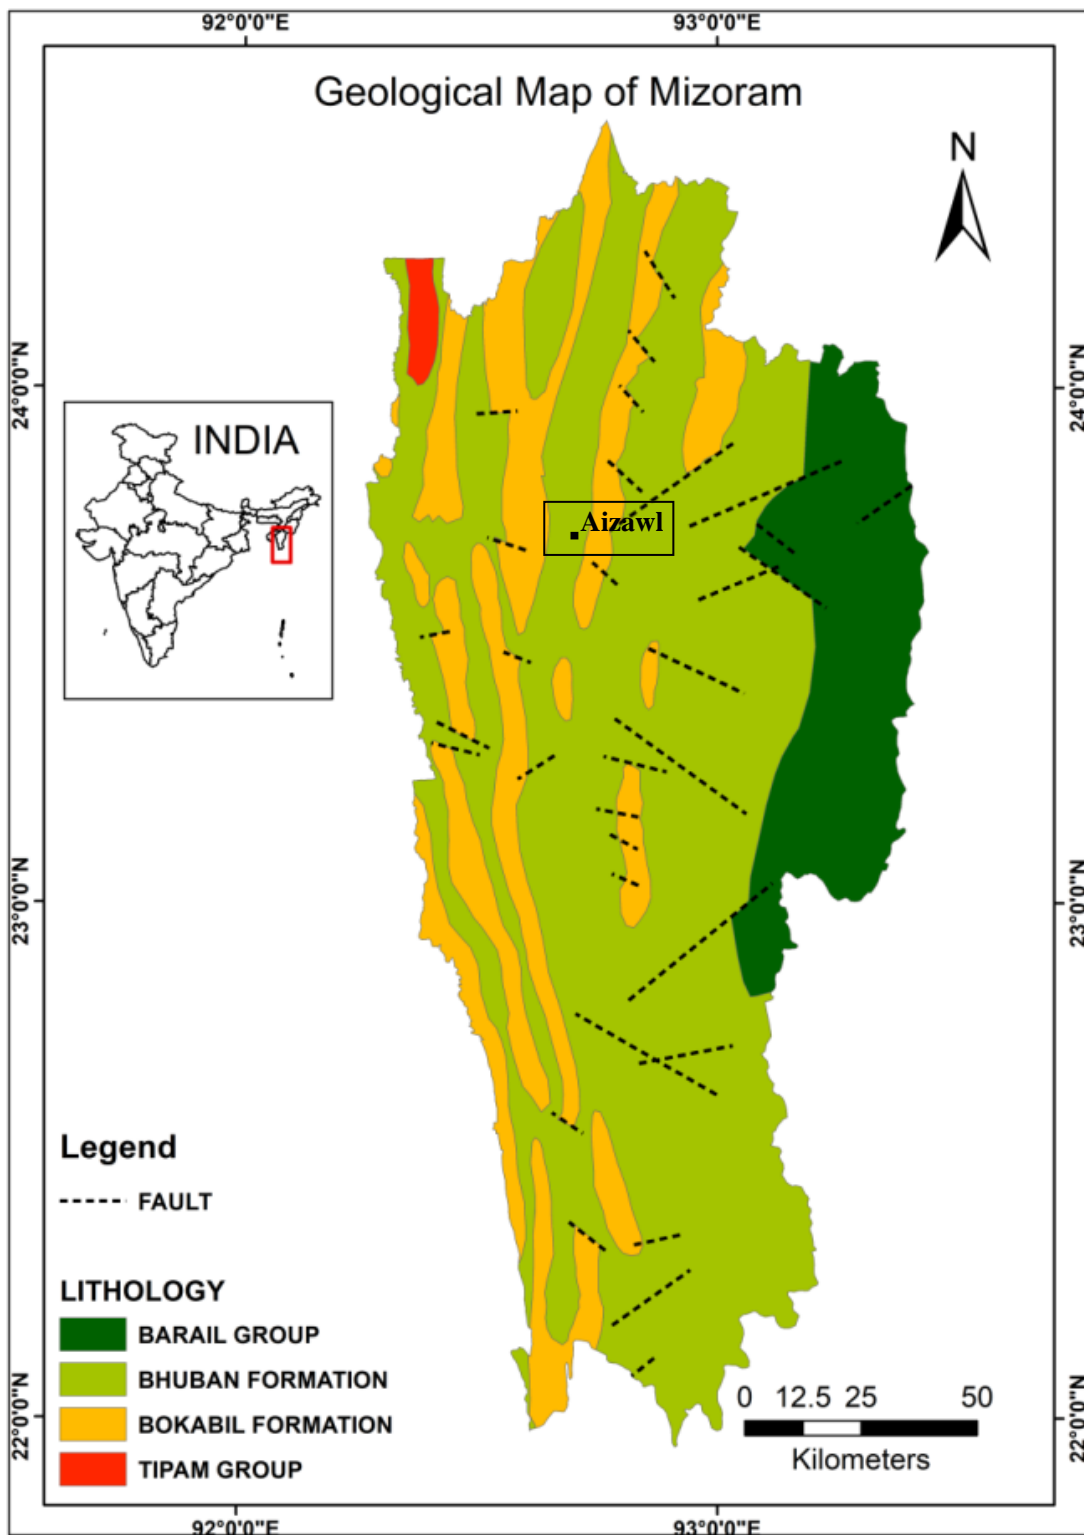 92°0'0"E 93°0'0"E
Geological Map of Mizoram
N
24°0'0"N 24°0'0"N
INDIA
Aizawl
23°0'0"N 23°0'0"N
Legend
FAULT
LITHOLOGY
BARAIL GROUP
BHUBAN FORMATION
BOKABIL FORMATION
TIPAM GROUP
0 12.5 25 50
Kilometers
22°0'0"N 22°0'0"N
92°0'0"E 93°0'0"E